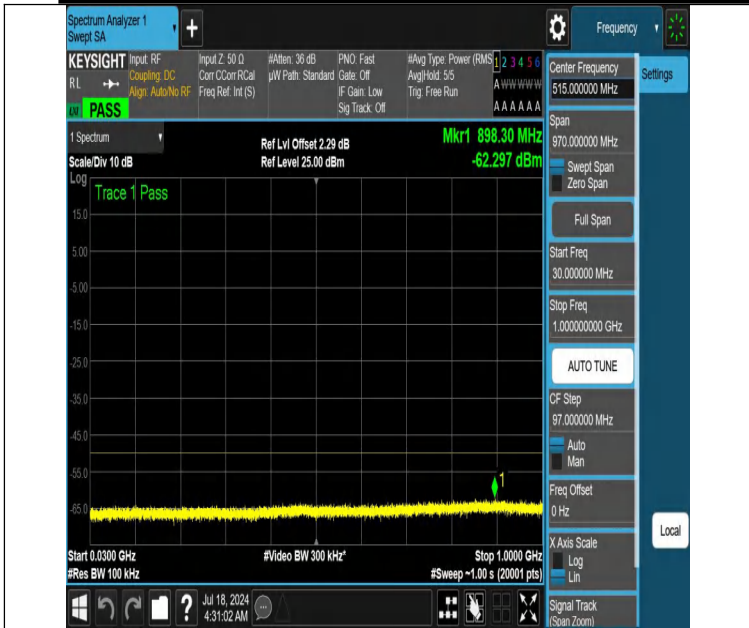 Spectrum Analyzer 1
Swept SA
Frequency
KEYSIGHT
RL
PASS
Input: RF
Coupling: DC
Align: Auto/No RF
Input Z: 50 Ω
Corr CCorr RCal
Freq Ref: Int (S)
#Atten: 36 dB
µW Path: Standard
PNO: Fast
Gate: Off
IF Gain: Low
Sig Track: Off
#Avg Type: Power (RMS
Avg|Hold: 5/5
Trig: Free Run
1 2 3 4 5 6
A W W W W W
A A A A A A
1 Spectrum
Scale/Div 10 dB
Ref Lvl Offset 2.29 dB
Ref Level 25.00 dBm
Mkr1 898.30 MHz
-62.297 dBm
Log
Trace 1 Pass
15.0
5.00
-5.00
-15.0
-25.0
-35.0
-45.0
-55.0
-65.0
1
Start 0.0300 GHz
#Res BW 100 kHz
#Video BW 300 kHz*
Stop 1.0000 GHz
#Sweep ~1.00 s (20001 pts)
?
Jul 18, 2024
4:31:02 AM
Center Frequency
515.000000 MHz
Settings
Span
970.000000 MHz
Swept Span
Zero Span
Full Span
Start Freq
30.000000 MHz
Stop Freq
1.000000000 GHz
AUTO TUNE
CF Step
97.000000 MHz
Auto
Man
Freq Offset
0 Hz
X Axis Scale
Log
Lin
Local
Signal Track
(Span Zoom)